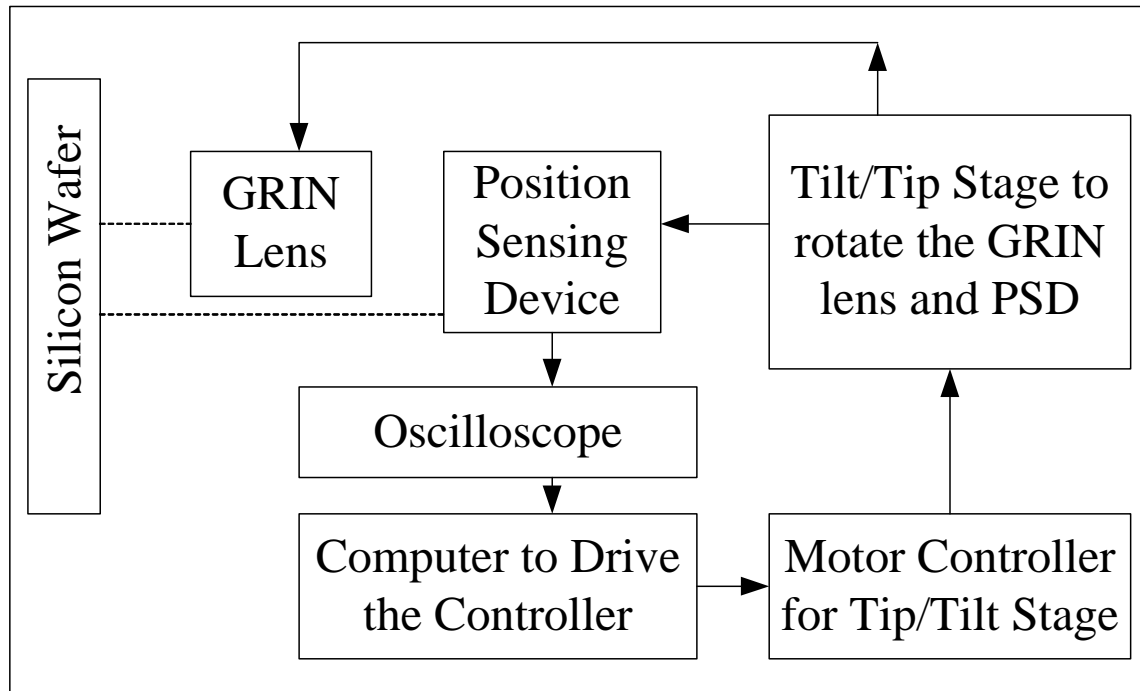 Silicon Wafer
GRIN
Lens
Position
Sensing
Device
Tilt/Tip Stage to
rotate the GRIN
lens and PSD
Oscilloscope
Computer to Drive
the Controller
Motor Controller
for Tip/Tilt Stage